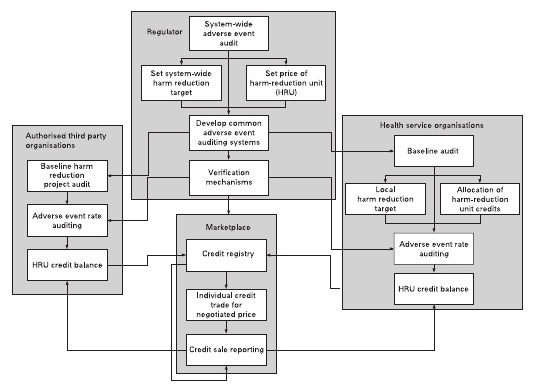 Regulator
System-wide
adverse event
audit
Set system-wide
harm reduction
target
Set price of
harm-reduction unit
(HRU)
Develop common
adverse event
auditing systems
Verification
mechanisms
Authorised third party
organisations
Baseline harm
reduction
project audit
Adverse event rate
auditing
HRU credit balance
Marketplace
Credit registry
Individual credit
trade for
negotiated price
Credit sale reporting
Health service organisations
Baseline audit
Local
harm reduction
target
Allocation of
harm-reduction
unit credits
Adverse event rate
auditing
HRU credit balance